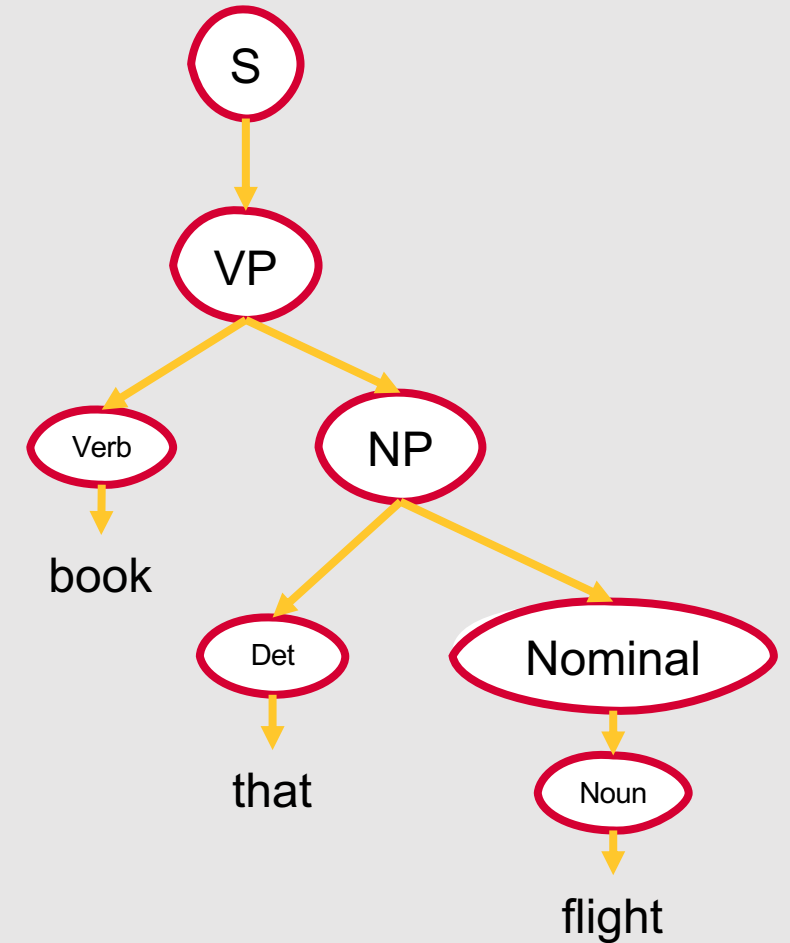 S
VP
Verb
NP
book
Det
Nominal
that
Noun
flight